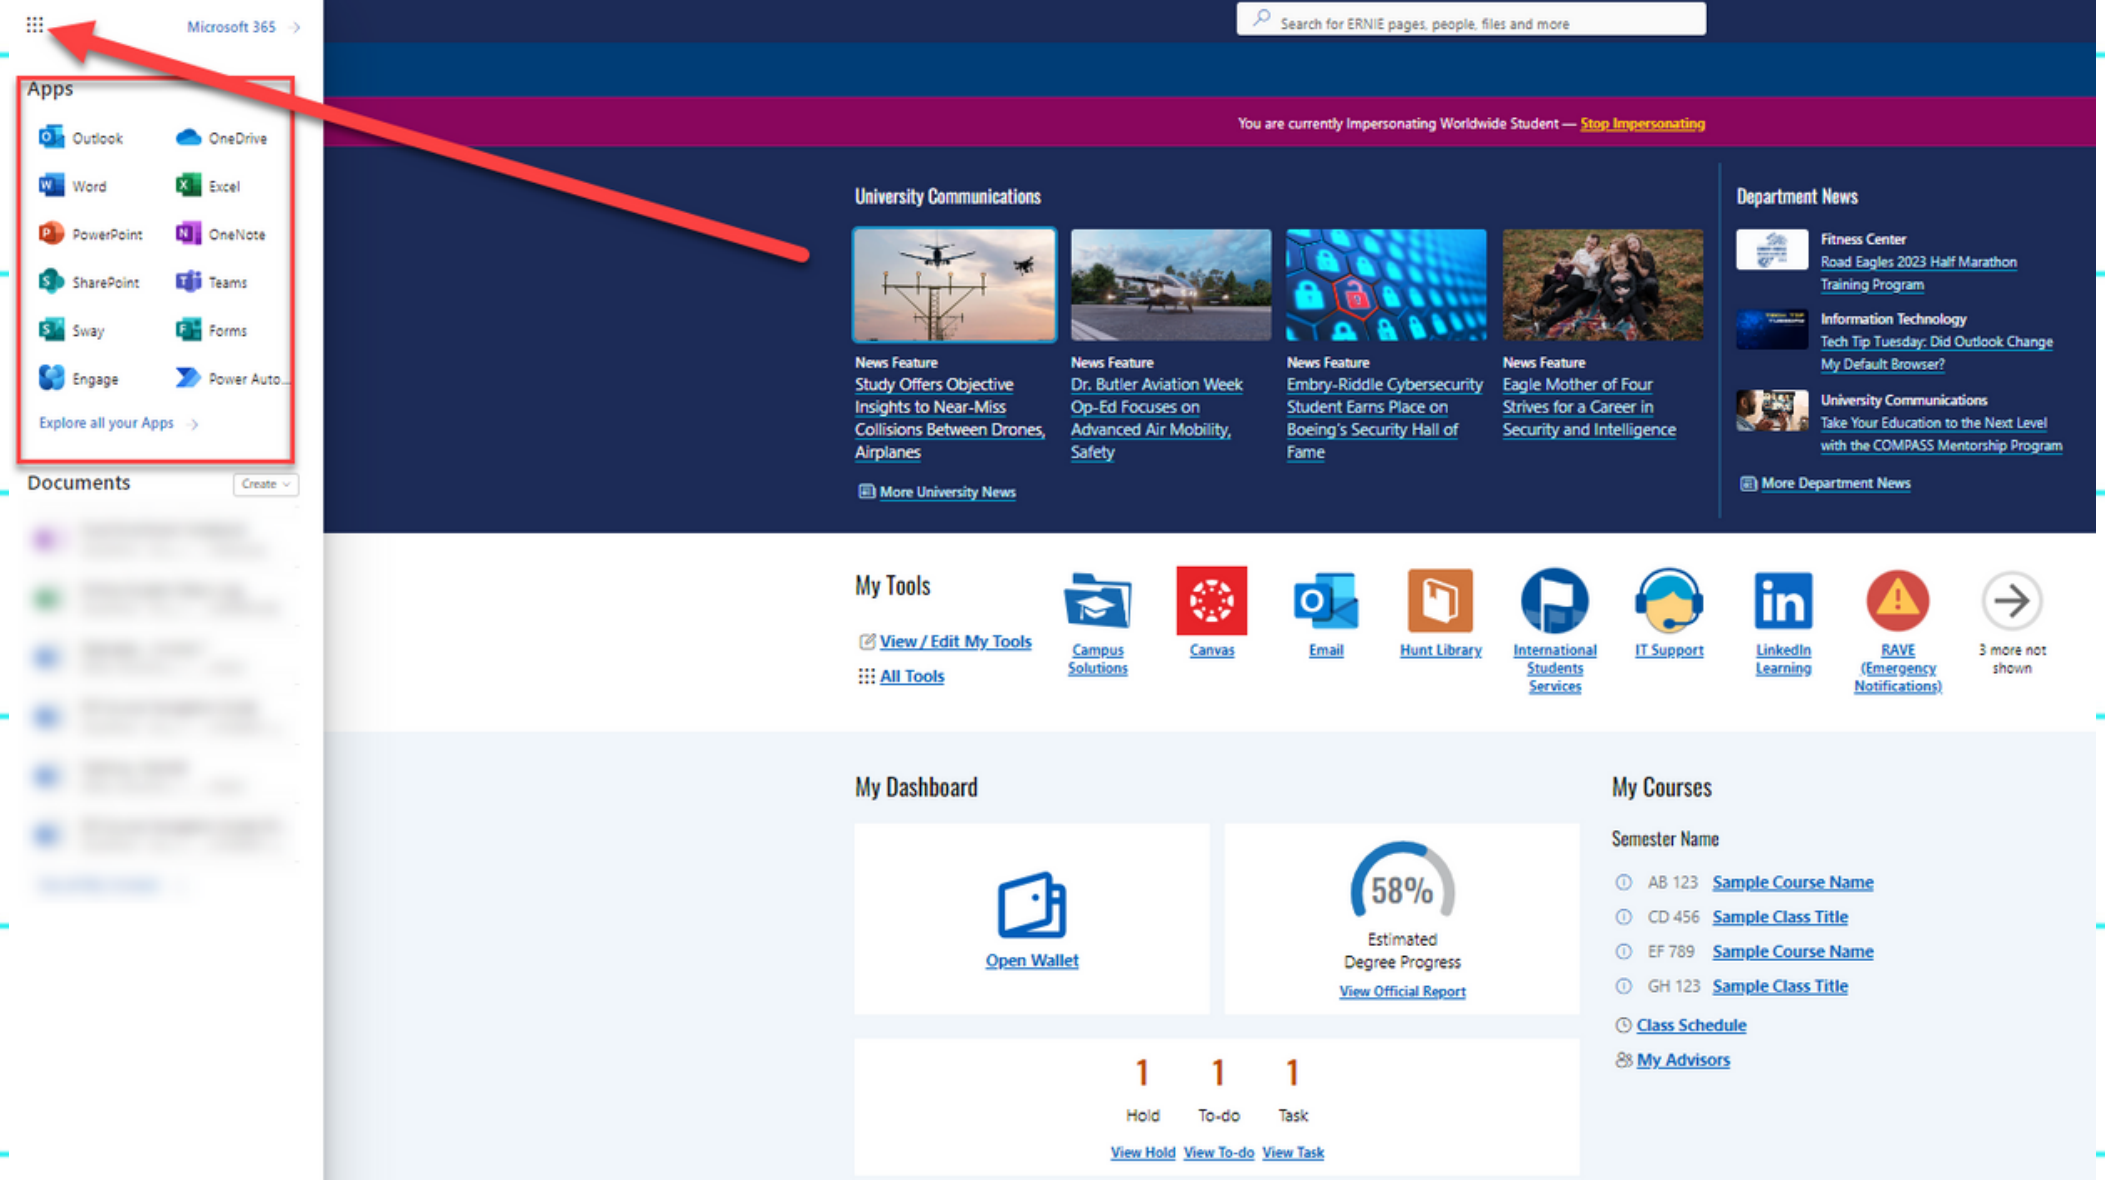 Microsoft 365
Search for ERNIE pages, people, files and more
You are currently Impersonating Worldwide Student — Stop Impersonating
Apps
Outlook
OneDrive
Word
Excel
PowerPoint
OneNote
SharePoint
Teams
Sway
Forms
Engage
Power Auto...
Explore all your Apps
Documents
Create
University Communications
News Feature
Study Offers Objective
Insights to Near-Miss
Collisions Between Drones,
Airplanes
News Feature
Dr. Butler Aviation Week
Op-Ed Focuses on
Advanced Air Mobility,
Safety
News Feature
Embry-Riddle Cybersecurity
Student Earns Place on
Boeing's Security Hall of
Fame
News Feature
Eagle Mother of Four
Strives for a Career in
Security and Intelligence
More University News
Department News
Fitness Center
Road Eagles 2023 Half Marathon
Training Program
Information Technology
Tech Tip Tuesday: Did Outlook Change
My Default Browser?
University Communications
Take Your Education to the Next Level
with the COMPASS Mentorship Program
More Department News
My Tools
View / Edit My Tools
All Tools
Campus
Solutions
Canvas
Email
Hunt Library
International
Students
Services
IT Support
LinkedIn
Learning
RAVE
(Emergency
Notifications)
3 more not
shown
My Dashboard
Open Wallet
58%
Estimated
Degree Progress
View Official Report
1 1 1
Hold To-do Task
View Hold View To-do View Task
My Courses
Semester Name
AB 123 Sample Course Name
CD 456 Sample Class Title
EF 789 Sample Course Name
GH 123 Sample Class Title
Class Schedule
My Advisors